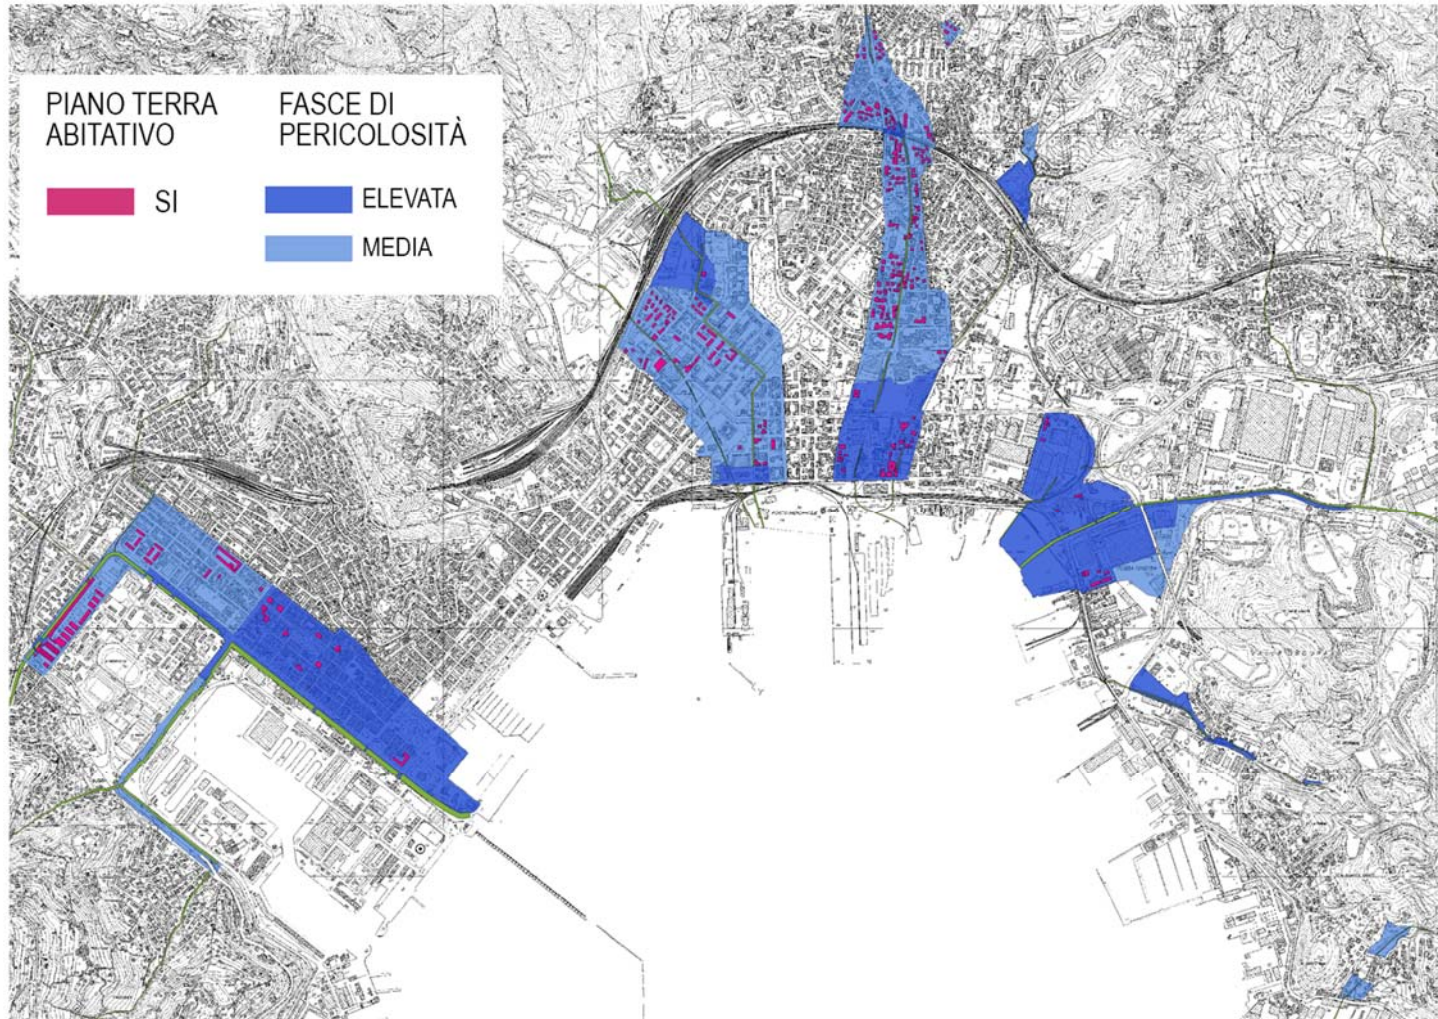 PIANO TERRA
ABITATIVO
SI
FASCE DI
PERICOLOSITÀ
ELEVATA
MEDIA